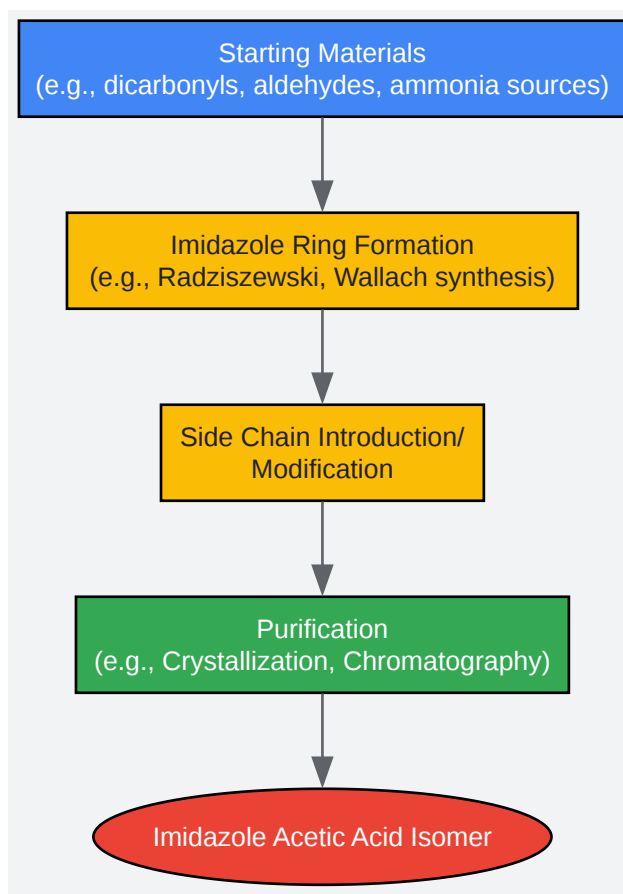 Starting Materials
(e.g., dicarbonyls, aldehydes, ammonia sources)
Imidazole Ring Formation
(e.g., Radziszewski, Wallach synthesis)
Side Chain Introduction/
Modification
Purification
(e.g., Crystallization, Chromatography)
Imidazole Acetic Acid Isomer